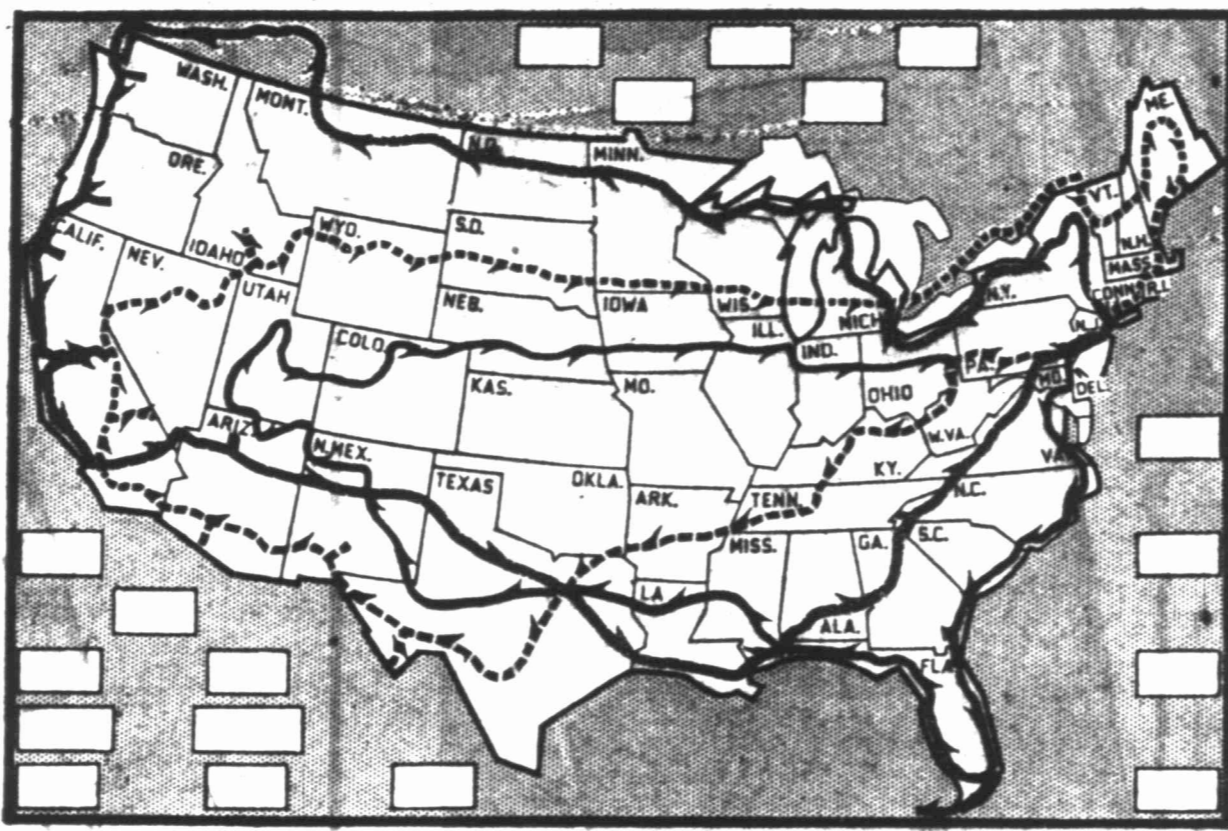 WASH.
MONT.
N.D.
MINN.
ME.
ORE.
VT.
CALIF.
NEV.
IDAHO
WYO.
S.D.
N.H.
MASS
UTAH
NEB.
IOWA
WIS.
MICH
N.Y.
CONN.
R.I.
ILL.
IND.
N.J.
COLO.
KAS.
MO.
OHIO
PA.
MD.
DEL.
ARIZ.
N.MEX.
TEXAS
OKLA.
ARK.
TENN.
KY.
W.VA.
VA.
N.C.
MISS.
GA.
S.C.
LA
ALA.
FLA.